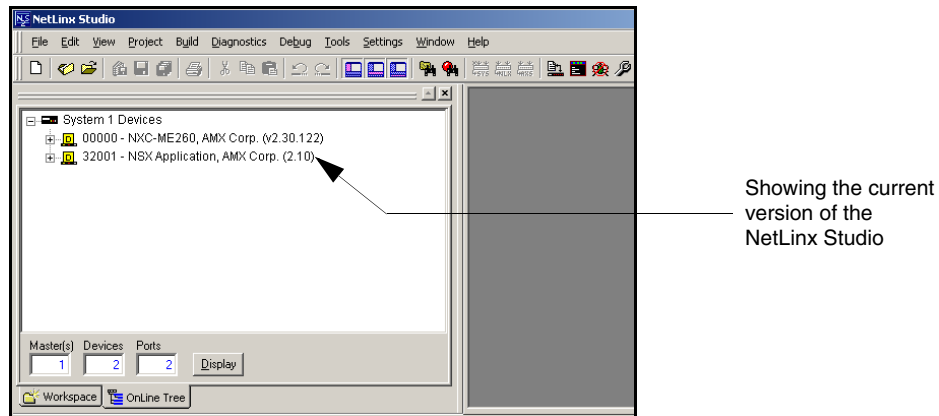 NetLinx Studio
File Edit View Project Build Diagnostics Debug Tools Settings Window Help
System 1 Devices
00000 - NXC-ME260, AMX Corp. (v2.30.122)
32001 - NSX Application, AMX Corp. (2.10)
Showing the current
version of the
NetLinx Studio
Master(s) Devices Ports
1 2 2 Display
Workspace OnLine Tree